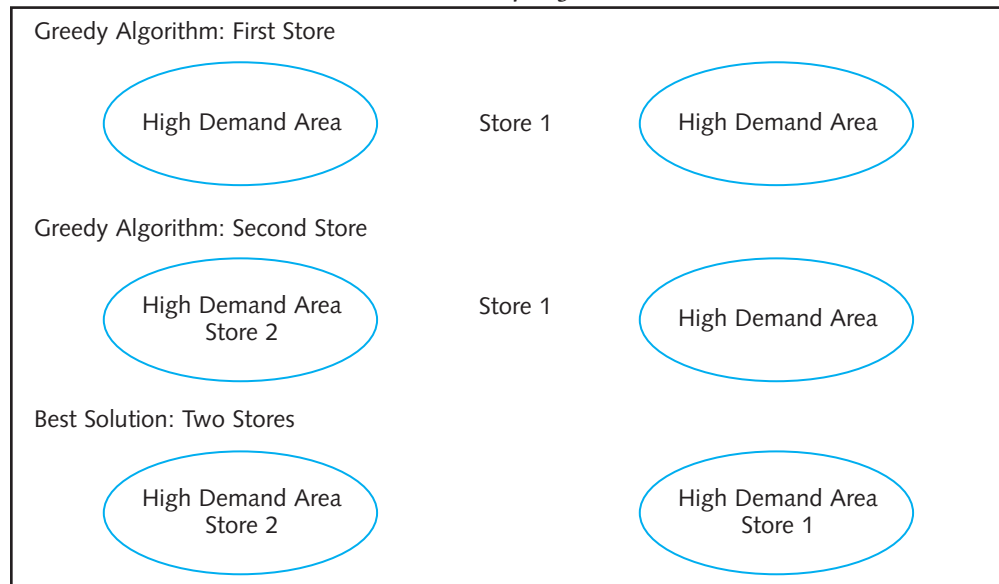 Greedy Algorithm: First Store
High Demand Area
Store 1
High Demand Area
Greedy Algorithm: Second Store
High Demand Area
Store 2
Store 1
High Demand Area
Best Solution: Two Stores
High Demand Area
Store 2
High Demand Area
Store 1